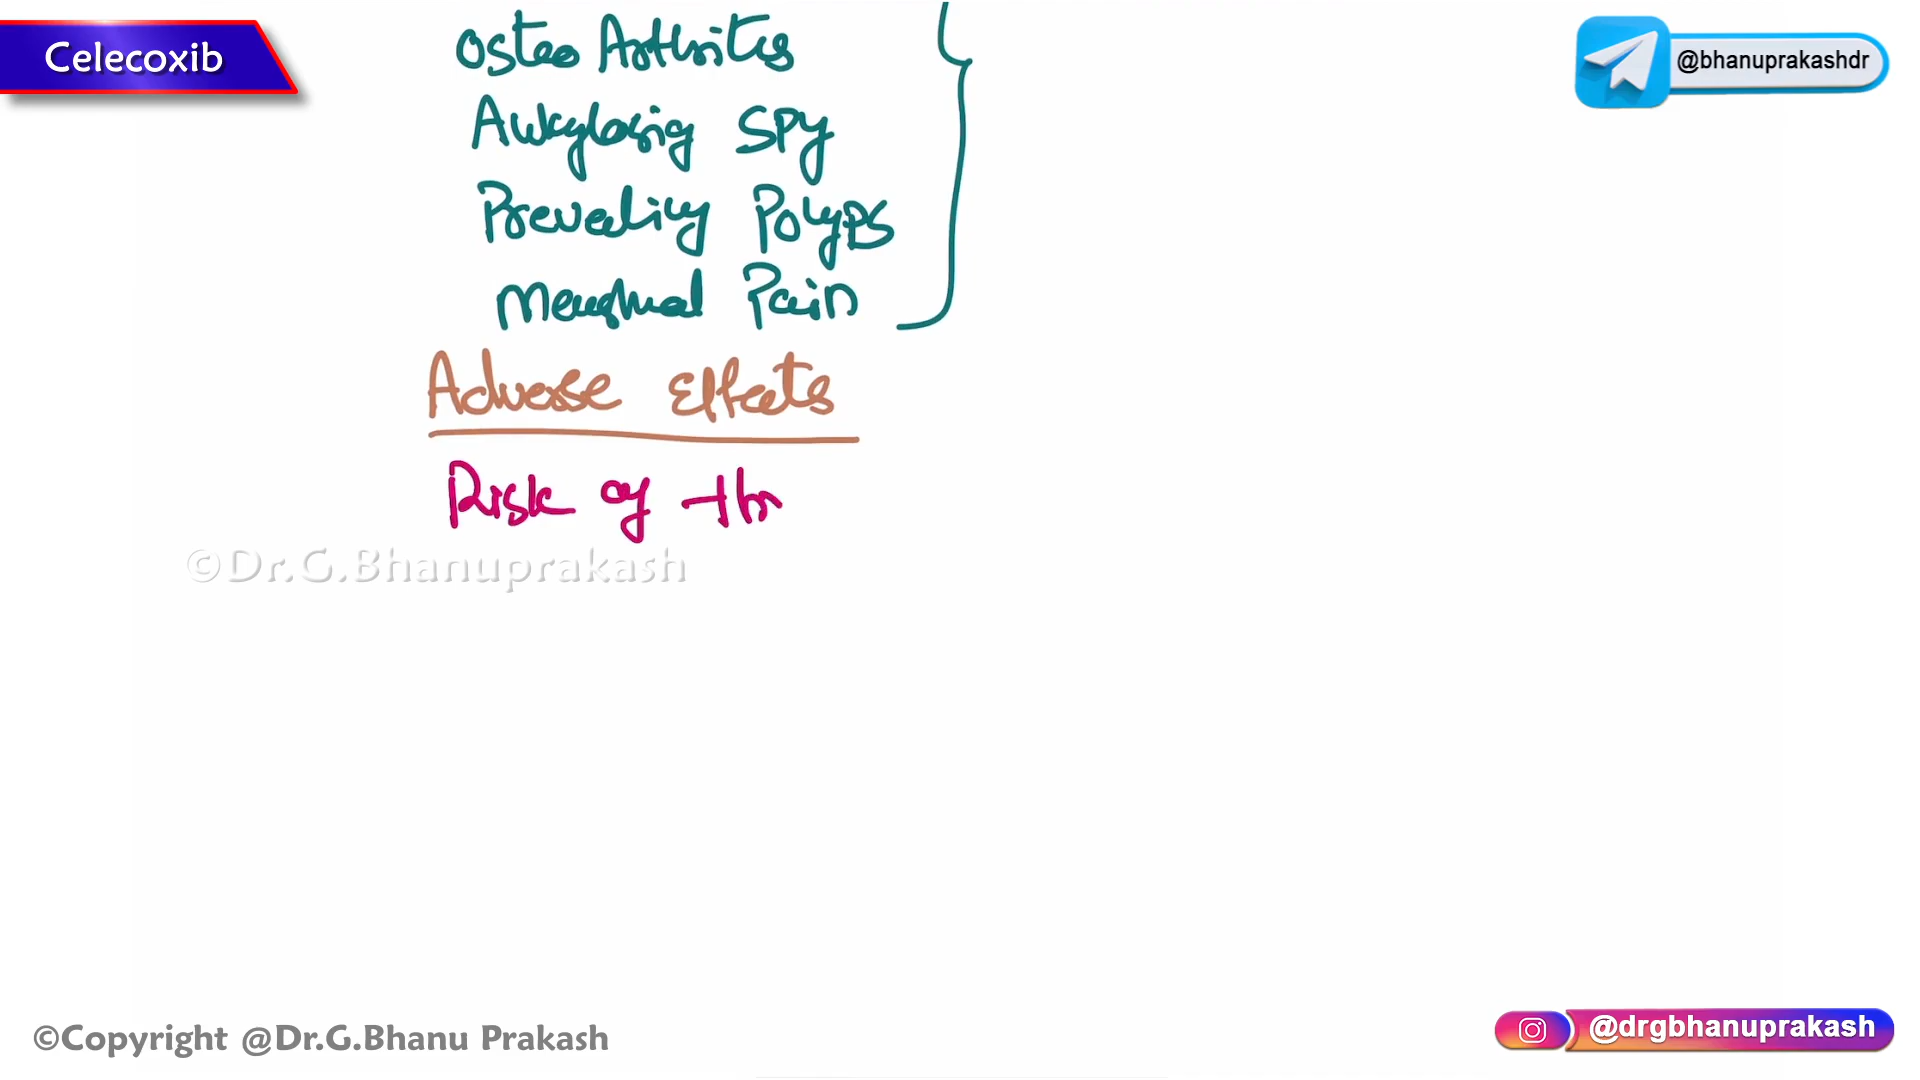 Celecoxib
@bhanuprakashdr
Osteo Arthritis
Ankylosing Spy
Preventing Polyps
Menstrual Pain
Adverse Effects
Risk of thr
©Dr.G.Bhanuprakash
©Copyright @Dr.G.Bhanu Prakash
@drgbhanuprakash